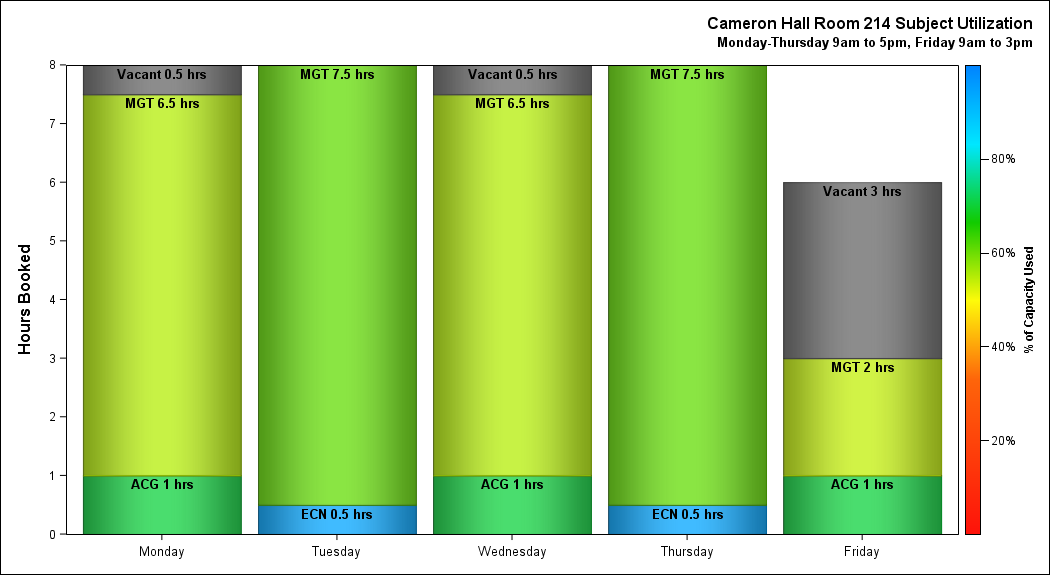 Cameron Hall Room 214 Subject Utilization
Monday-Thursday 9am to 5pm, Friday 9am to 3pm
Hours Booked
8
7
6
5
4
3
2
1
0
Vacant 0.5 hrs
MGT 6.5 hrs
ACG 1 hrs
MGT 7.5 hrs
ECN 0.5 hrs
Vacant 0.5 hrs
MGT 6.5 hrs
ACG 1 hrs
MGT 7.5 hrs
ECN 0.5 hrs
Vacant 3 hrs
MGT 2 hrs
ACG 1 hrs
Monday
Tuesday
Wednesday
Thursday
Friday
80%
60%
40%
20%
% of Capacity Used